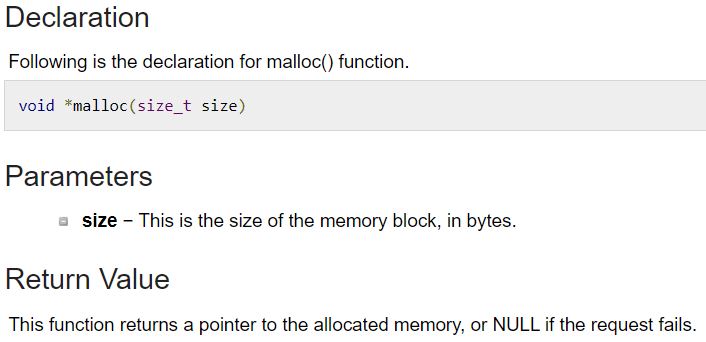 Declaration
Following is the declaration for malloc() function.
void *malloc(size_t size)
Parameters
size − This is the size of the memory block, in bytes.
Return Value
This function returns a pointer to the allocated memory, or NULL if the request fails.